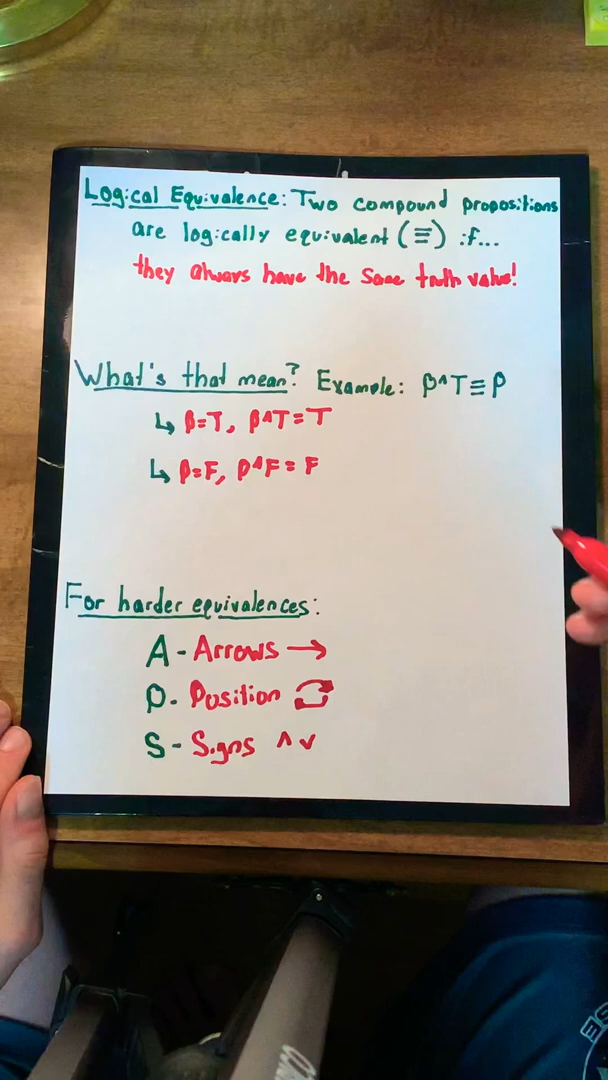 Logical Equivalence: Two compound propositions
are logically equivalent (≡) if...
they always have the same truth value!
What's that mean? Example: p^T≡p
↳ p=T, p^T=T
↳ p=F, p^F=F
For harder equivalences:
A - Arrows →
P - Position
S - Signs ^ v